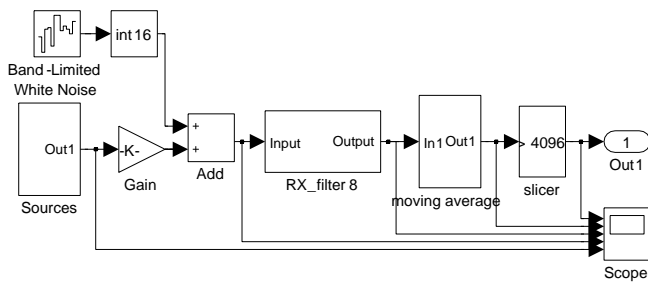 int16
Band-Limited
White Noise
Out1
Sources
-K-
Gain
+
+
Add
Input
Output
RX_filter 8
In1
Out1
moving average
> 4096
slicer
1
Out1
Scope